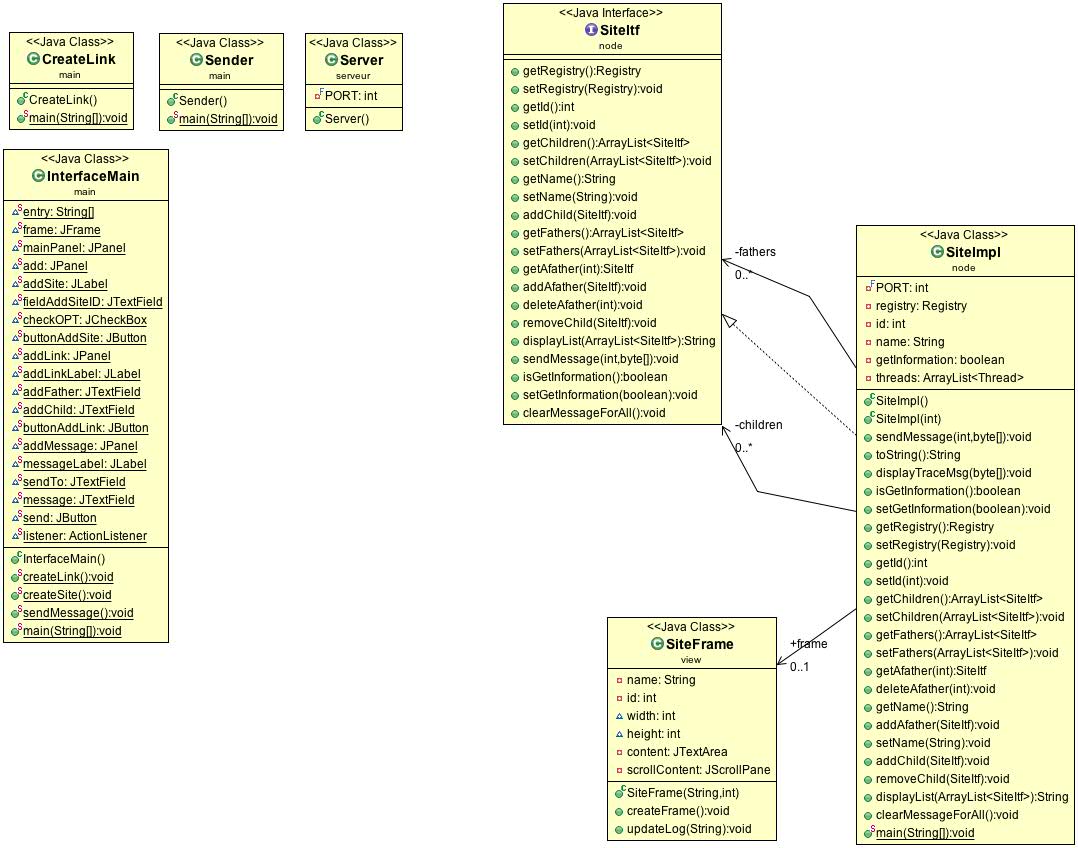 <<Java Class>>
CreateLink
main
CreateLink()
main(String[]):void
<<Java Class>>
Sender
main
Sender()
main(String[]):void
<<Java Class>>
Server
serveur
PORT: int
Server()
<<Java Class>>
InterfaceMain
main
entry: String[]
frame: JFrame
mainPanel: JPanel
add: JPanel
addSite: JLabel
fieldAddSiteID: JTextField
checkOPT: JCheckBox
buttonAddSite: JButton
addLink: JPanel
addLinkLabel: JLabel
addFather: JTextField
addChild: JTextField
buttonAddLink: JButton
addMessage: JPanel
messageLabel: JLabel
sendTo: JTextField
message: JTextField
send: JButton
listener: ActionListener
InterfaceMain()
createLink():void
createSite():void
sendMessage():void
main(String[]):void
<<Java Interface>>
SiteItf
node
getRegistry():Registry
setRegistry(Registry):void
getId():int
setId(int):void
getChildren():ArrayList<SiteItf>
setChildren(ArrayList<SiteItf>):void
getName():String
setName(String):void
addChild(SiteItf):void
getFathers():ArrayList<SiteItf>
setFathers(ArrayList<SiteItf>):void
getAfather(int):SiteItf
addAfather(SiteItf):void
deleteAfather(int):void
removeChild(SiteItf):void
displayList(ArrayList<SiteItf>):String
sendMessage(int,byte[]):void
isGetInformation():boolean
setGetInformation(boolean):void
clearMessageForAll():void
-fathers
0..*
-children
0..*
<<Java Class>>
SiteImpl
node
PORT: int
registry: Registry
id: int
name: String
getInformation: boolean
threads: ArrayList<Thread>
SiteImpl()
SiteImpl(int)
sendMessage(int,byte[]):void
toString():String
displayTraceMsg(byte[]):void
isGetInformation():boolean
setGetInformation(boolean):void
getRegistry():Registry
setRegistry(Registry):void
getId():int
setId(int):void
getChildren():ArrayList<SiteItf>
setChildren(ArrayList<SiteItf>):void
getFathers():ArrayList<SiteItf>
setFathers(ArrayList<SiteItf>):void
getAfather(int):SiteItf
deleteAfather(int):void
getName():String
addAfather(SiteItf):void
setName(String):void
addChild(SiteItf):void
removeChild(SiteItf):void
displayList(ArrayList<SiteItf>):String
clearMessageForAll():void
main(String[]):void
+frame
0..1
<<Java Class>>
SiteFrame
view
name: String
id: int
width: int
height: int
content: JTextArea
scrollContent: JScrollPane
SiteFrame(String,int)
createFrame():void
updateLog(String):void